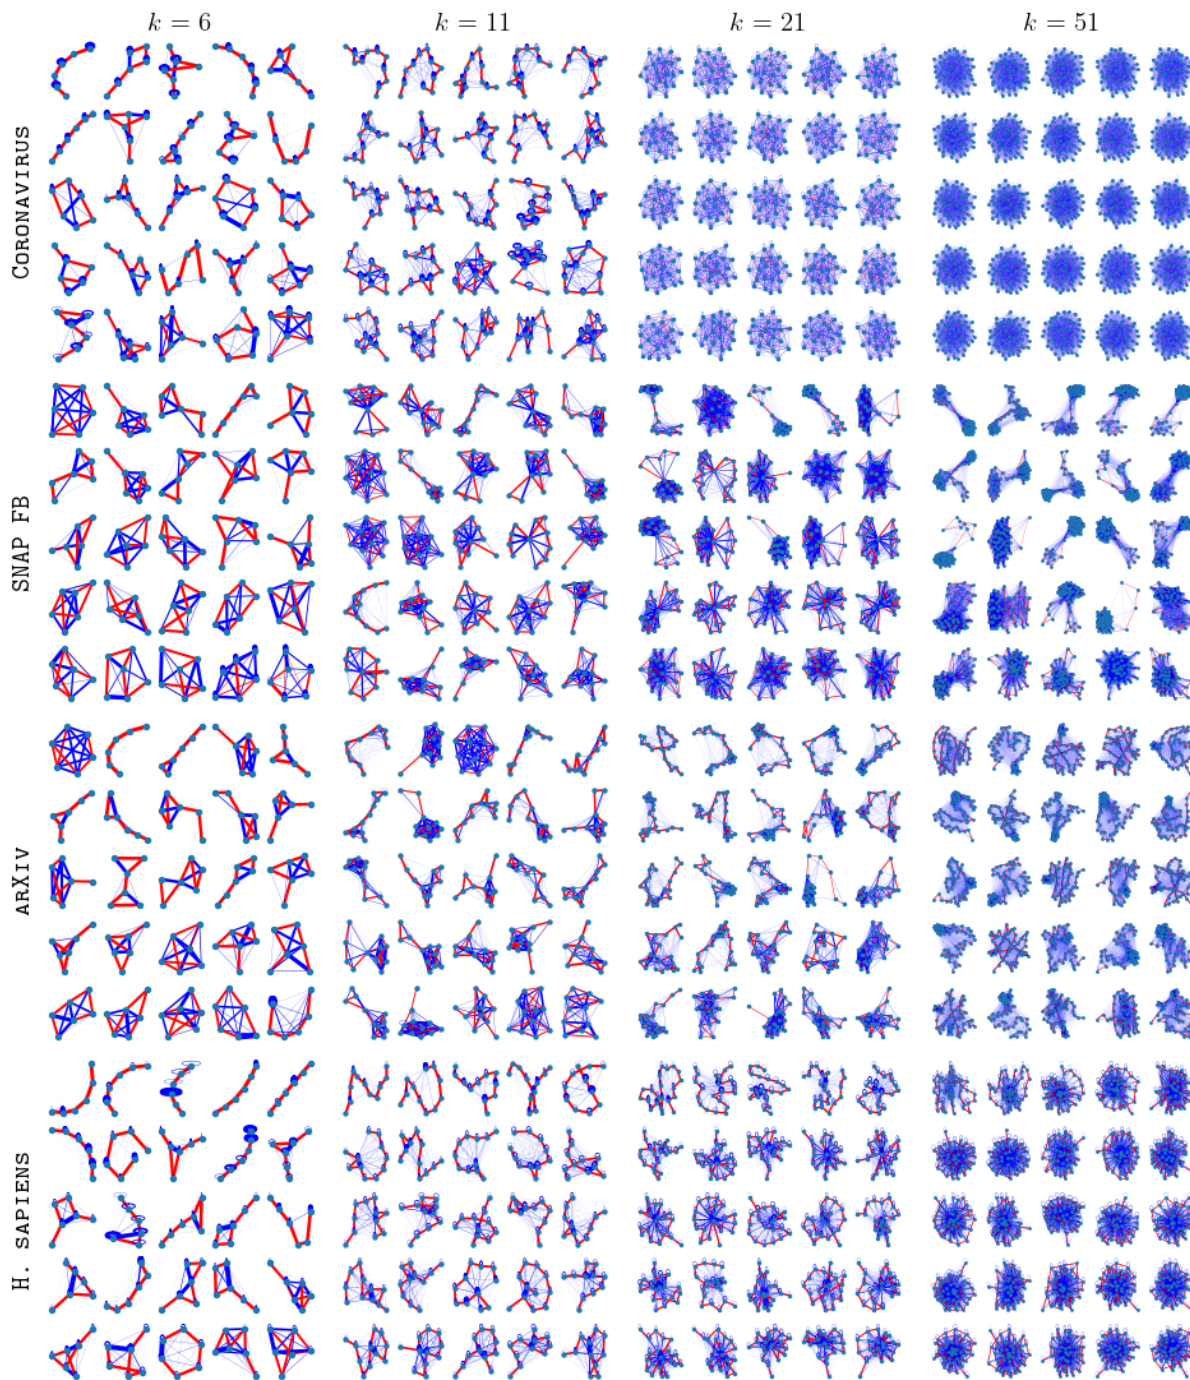 k = 6
k = 11
k = 21
k = 51
CORONAVIRUS
SNAP FB
ARXIV
H. SAPIENS